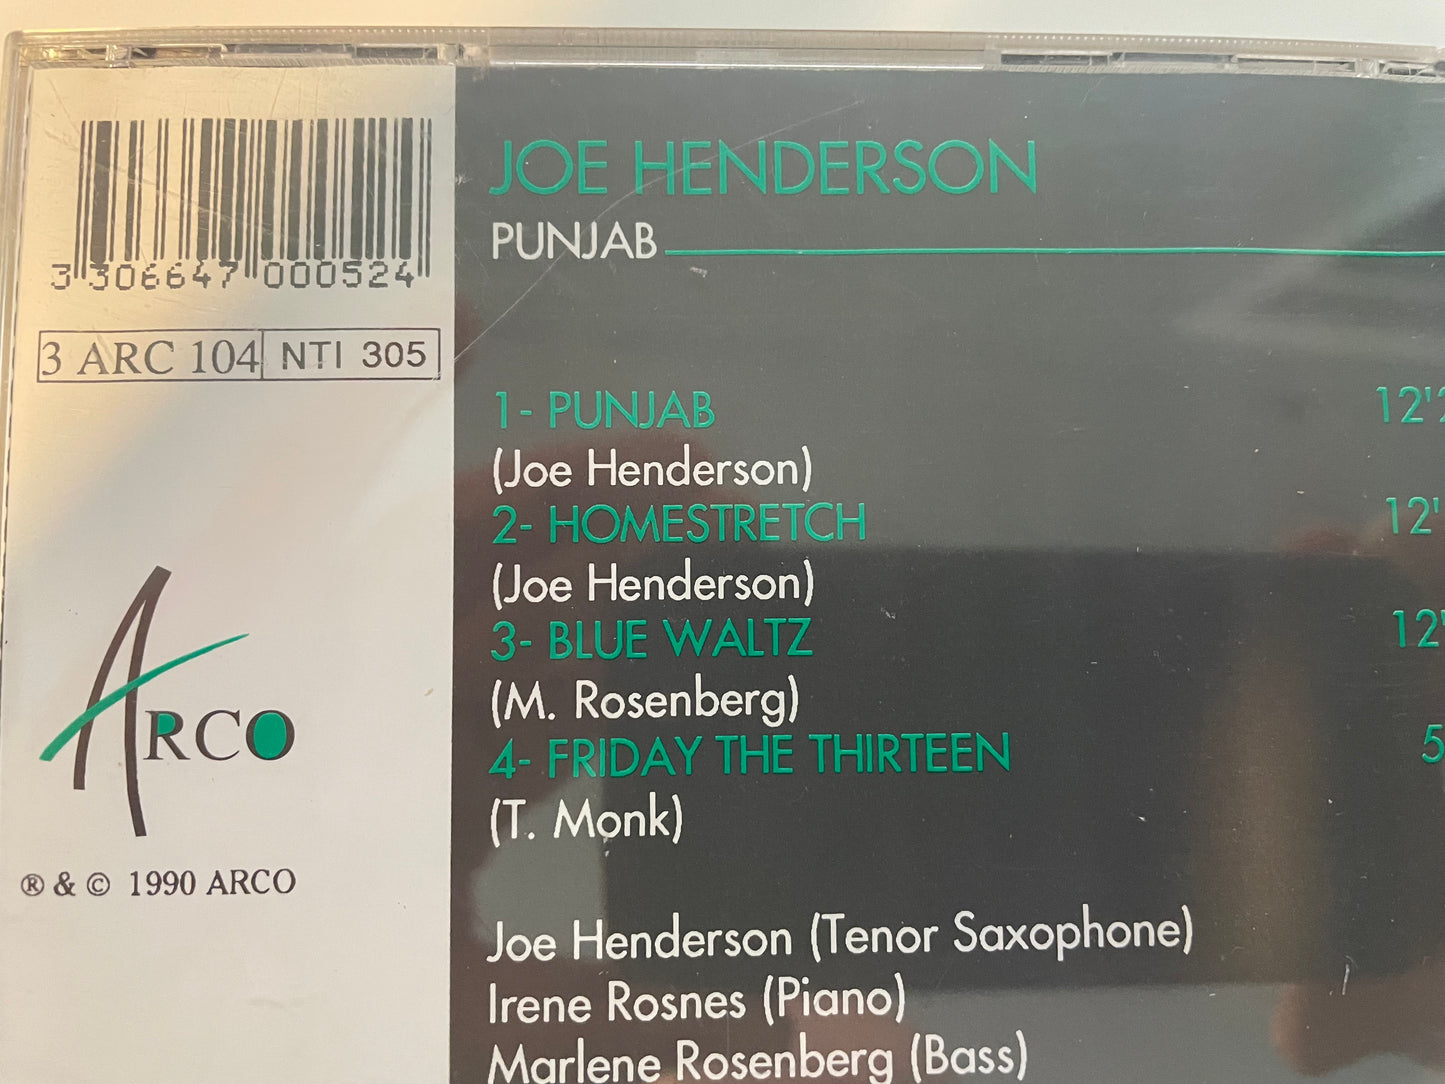 3 306647 000524
3 ARC 104 NTI 305
ARCO
® & © 1990 ARCO
JOE HENDERSON
PUNJAB
1- PUNJAB
(Joe Henderson)
2- HOMESTRETCH
(Joe Henderson)
3- BLUE WALTZ
(M. Rosenberg)
4- FRIDAY THE THIRTEEN
(T. Monk)
Joe Henderson (Tenor Saxophone)
Irene Rosnes (Piano)
Marlene Rosenberg (Bass)